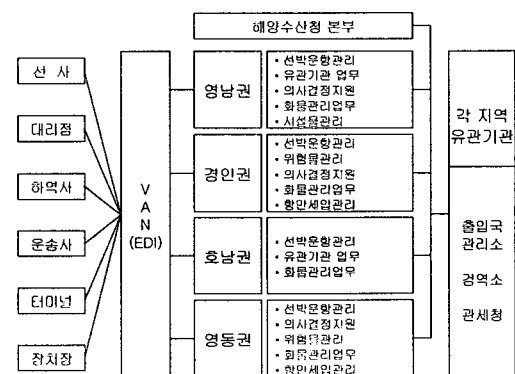 해양수산청 본부
선 사
대리점
하역사
운송사
터미널
장치장
V
A
N
(EDI)
영남권
• 선박운항관리
• 유관기관 업무
• 의사결정지원
• 화물관리업무
• 시설물관리
경인권
• 선박운항관리
• 위험물관리
• 의사결정지원
• 화물관리업무
• 항만세입관리
호남권
• 선박운항관리
• 유관기관 업무
• 화물관리업무
영동권
• 선박운항관리
• 의사결정지원
• 위험물관리
• 화물관리업무
• 항만세입관리
각 지역
유관기관
출입국
관리소
검역소
관세청